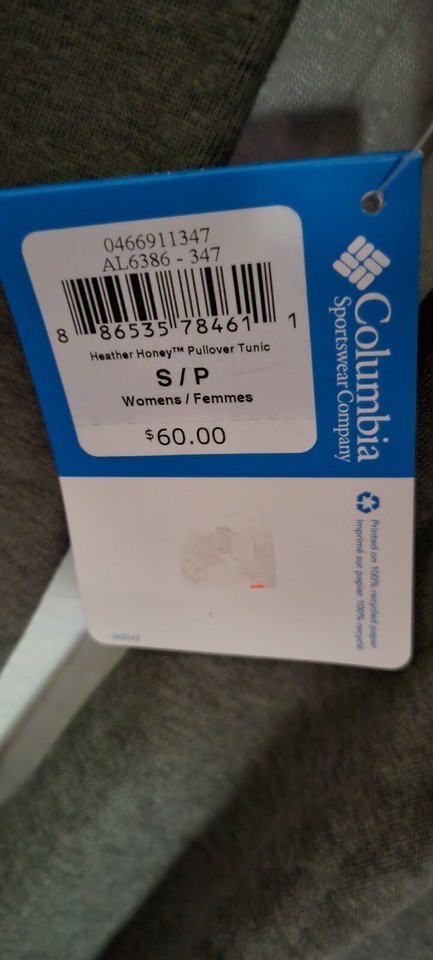 0466911347
AL6386 - 347
8 86535 78461 1
Heather Honey™ Pullover Tunic
S / P
Womens / Femmes
$60.00
Columbia
Sportswear Company
Printed on 100% recycled paper
Imprimé sur papier 100% recyclé